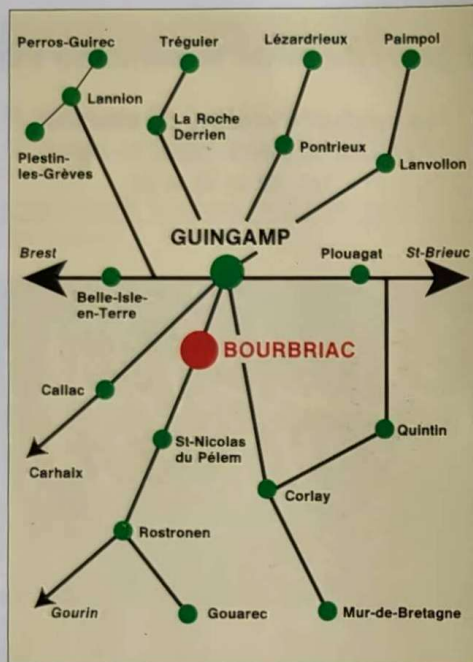 Perros-Guirec
Tréguier
Lézardrieux
Paimpol
Lannion
La Roche
Derrien
Pontrieux
Plestin-
les-Grèves
Lanvollon
GUINGAMP
Brest
Plouagat
St-Brieuc
Belle-Isle-
en-Terre
BOURBRIAC
Callac
Carhaix
St-Nicolas
du Pélem
Quintin
Corlay
Rostronen
Gourin
Gouarec
Mur-de-Bretagne